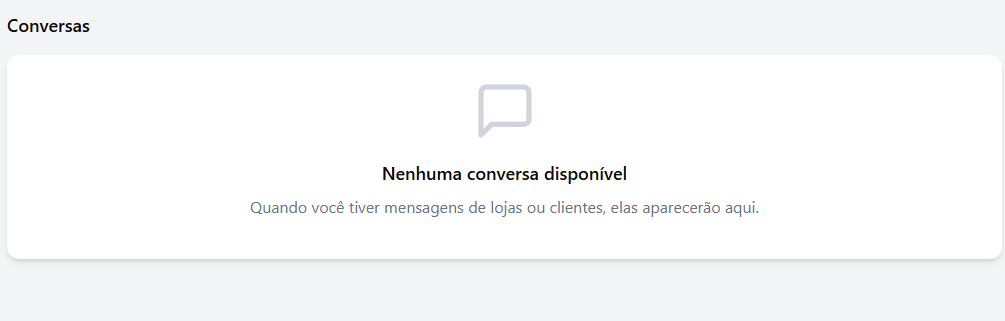 Conversas
Nenhuma conversa disponível
Quando você tiver mensagens de lojas ou clientes, elas aparecerão aqui.